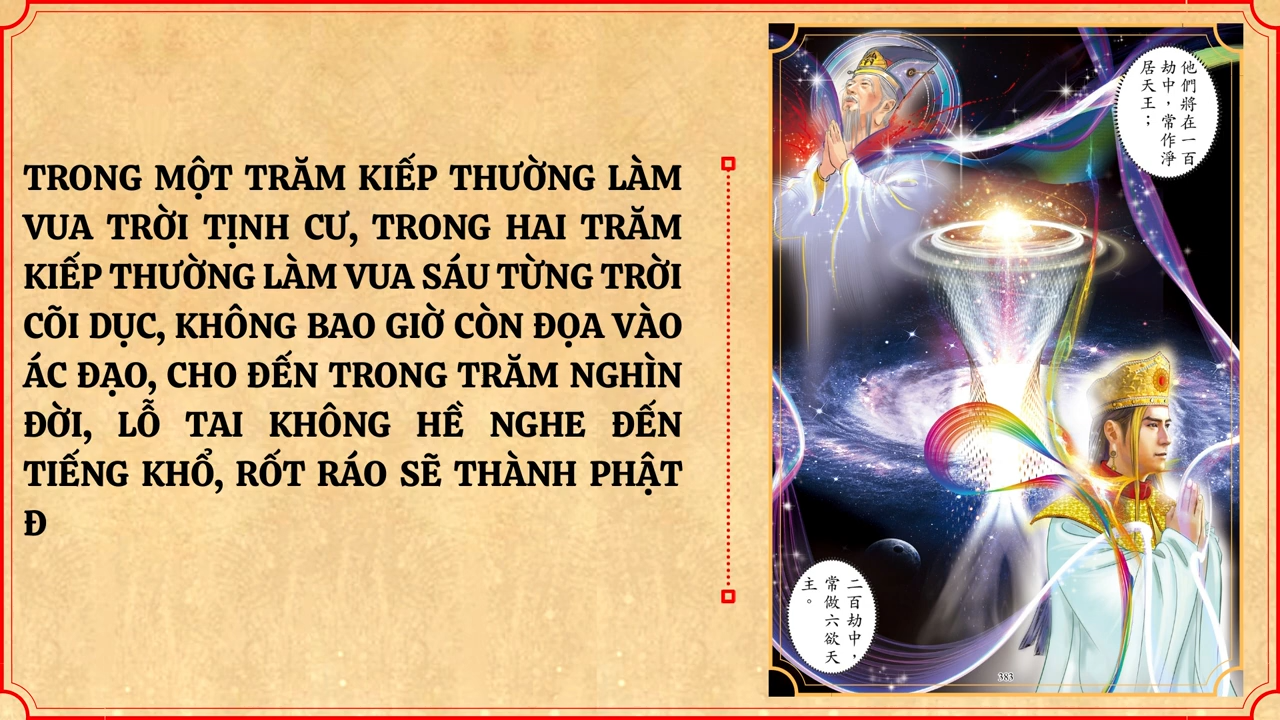 TRONG MỘT TRĂM KIẾP THƯỜNG LÀM
VUA TRỜI TỊNH CƯ, TRONG HAI TRĂM
KIẾP THƯỜNG LÀM VUA SÁU TỪNG TRỜI
CÕI DỤC, KHÔNG BAO GIỜ CÒN ĐỌA VÀO
ÁC ĐẠO, CHO ĐẾN TRONG TRĂM NGHÌN
ĐỜI, LỖ TAI KHÔNG HỀ NGHE ĐẾN
TIẾNG KHỔ, RỐT RÁO SẼ THÀNH PHẬT
Đ
他們將在一百
劫中，常作淨
居天王；
二百劫中，
常做六欲天
主。
383